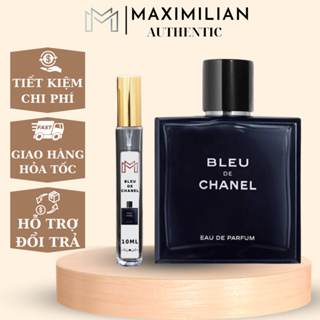 MAXIMILIAN
AUTHENTIC
TIẾT KIỆM
CHI PHÍ
FAST
GIAO HÀNG
HỎA TỐC
HỖ TRỢ
ĐỔI TRẢ
M
BLEU
DE
CHANEL
10ML
BLEU
DE
CHANEL
EAU DE PARFUM